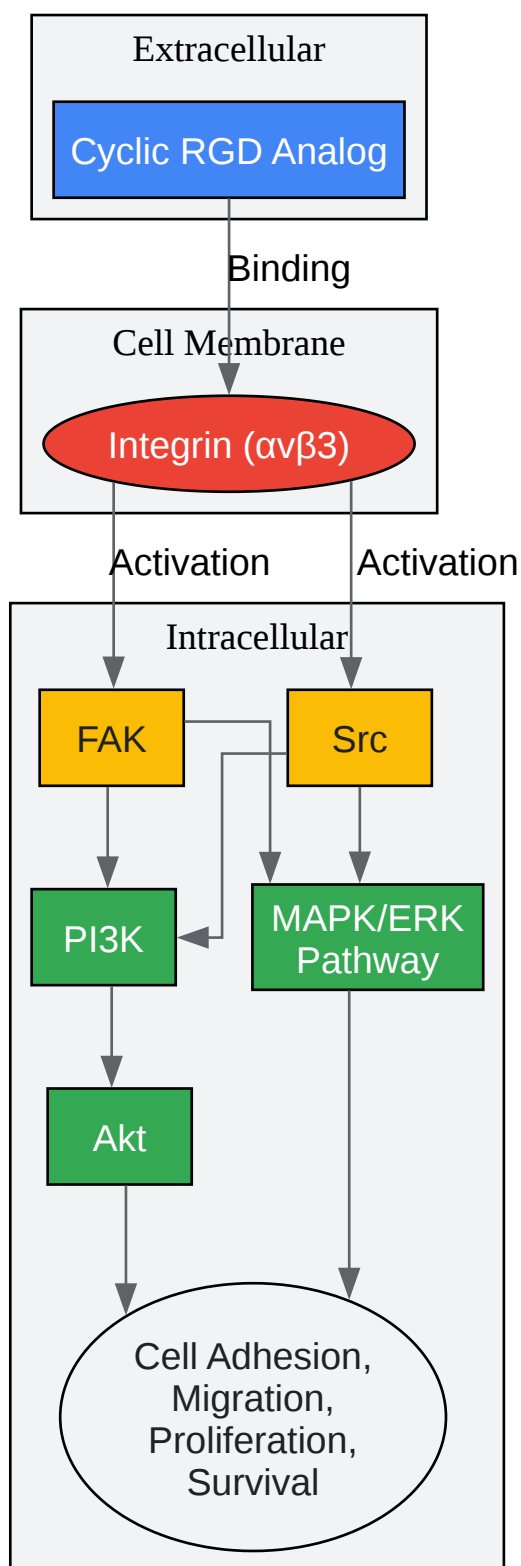 Extracellular
Cyclic RGD Analog
Binding
Cell Membrane
Integrin (αvβ3)
Activation
Activation
Intracellular
FAK
Src
PI3K
MAPK/ERK
Pathway
Akt
Cell Adhesion,
Migration,
Proliferation,
Survival